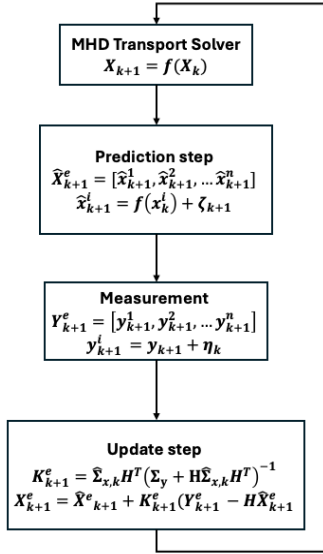 MHD Transport Solver
X_{k+1} = f(X_k)
Prediction step
X̂^e_{k+1} = [x̂^1_{k+1}, x̂^2_{k+1}, … x̂^n_{k+1}]
x̂^i_{k+1} = f(x^i_k) + ζ_{k+1}
Measurement
Y^e_{k+1} = [y^1_{k+1}, y^2_{k+1}, … y^n_{k+1}]
y^i_{k+1} = y_{k+1} + η_k
Update step
K^e_{k+1} = Σ̂_{x,k}H^T(Σ_y + HΣ̂_{x,k}H^T)^{−1}
X^e_{k+1} = X̂^e_{k+1} + K^e_{k+1}(Y^e_{k+1} − HX̂^e_{k+1}